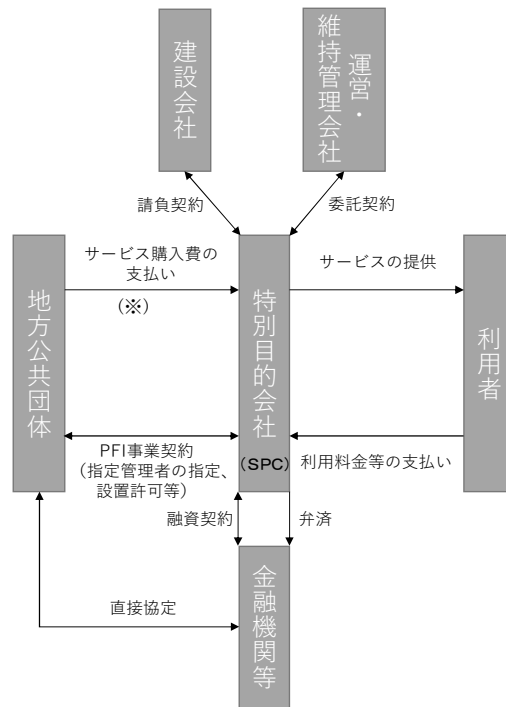 建設会社
運営・
維持管理会社
請負契約
委託契約
地方公共団体
サービス購入費の
支払い
(※)
特別目的会社
(SPC)
サービスの提供
利用者
PFI事業契約
（指定管理者の指定、
設置許可等）
利用料金等の支払い
融資契約
弁済
直接協定
金融機関等